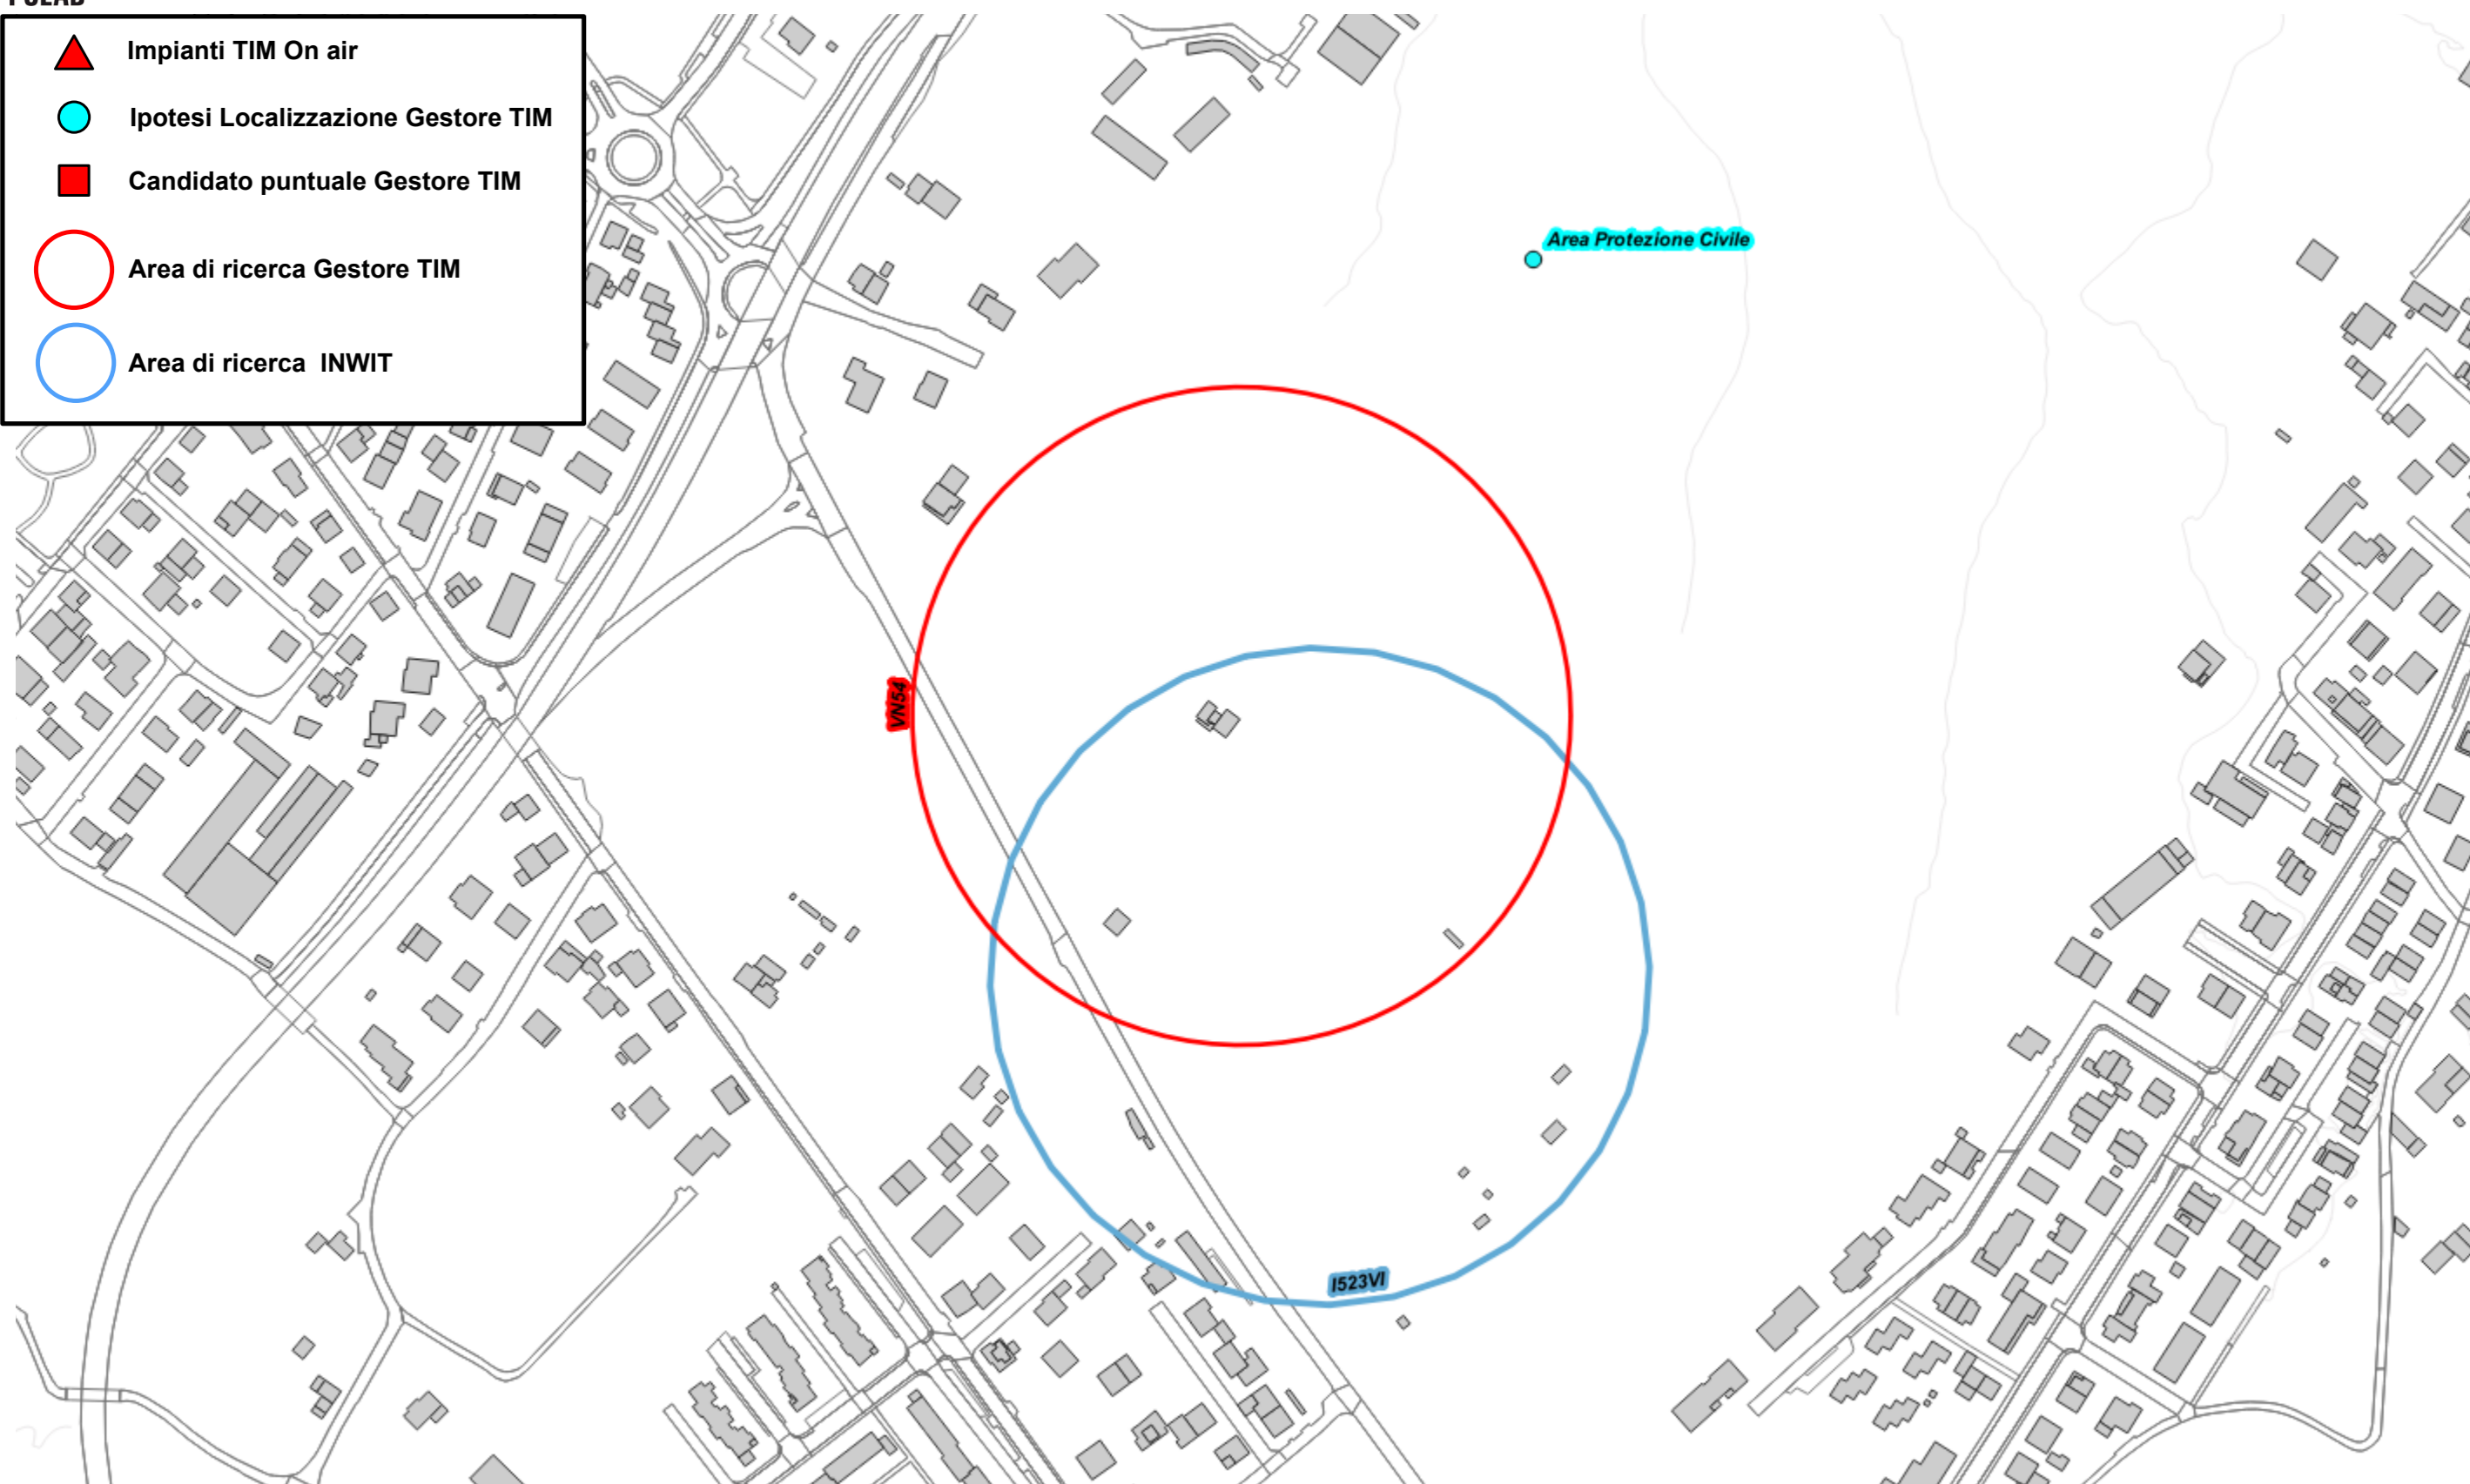 Impianti TIM On air
Ipotesi Localizzazione Gestore TIM
Candidato puntuale Gestore TIM
Area di ricerca Gestore TIM
Area di ricerca INWIT
Area Protezione Civile
VN54
I523VI